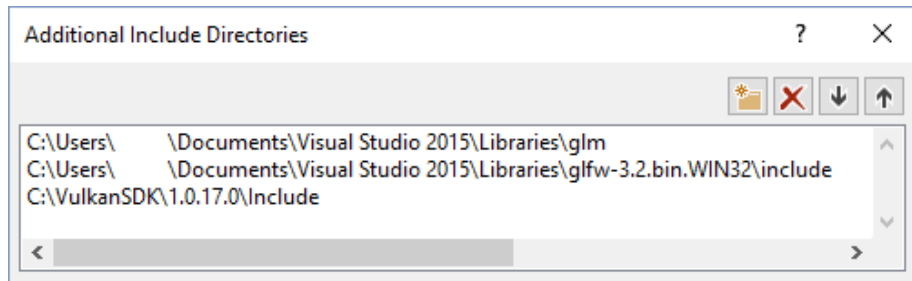 Additional Include Directories ?
C:\Users\ \Documents\Visual Studio 2015\Libraries\glm
C:\Users\ \Documents\Visual Studio 2015\Libraries\glfw-3.2.bin.WIN32\include
C:\VulkanSDK\1.0.17.0\Include